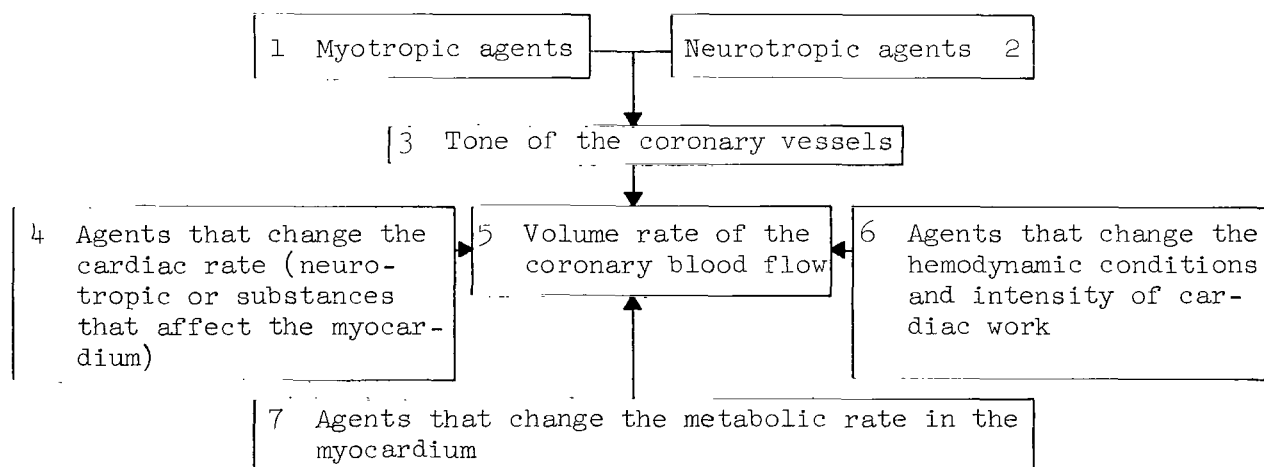 1 Myotropic agents
Neurotropic agents 2
3 Tone of the coronary vessels
4 Agents that change the
cardiac rate (neuro-
tropic or substances
that affect the myocar-
dium)
5 Volume rate of the
coronary blood flow
6 Agents that change the
hemodynamic conditions
and intensity of car-
diac work
7 Agents that change the metabolic rate in the
myocardium